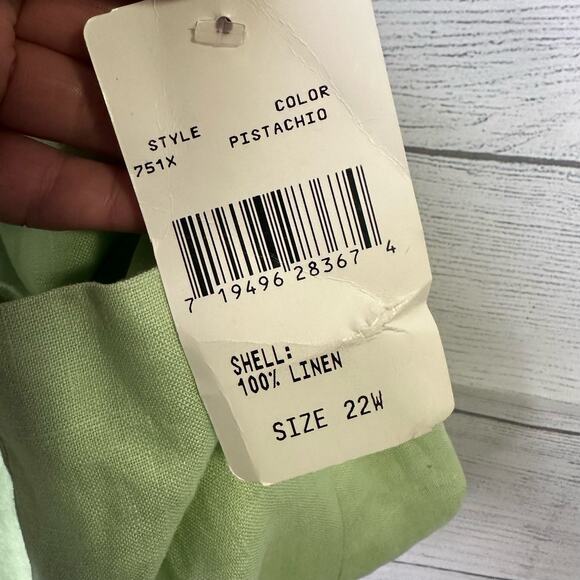 STYLE COLOR
751X PISTACHIO
7 19496 28367 4
SHELL:
100% LINEN
SIZE 22W